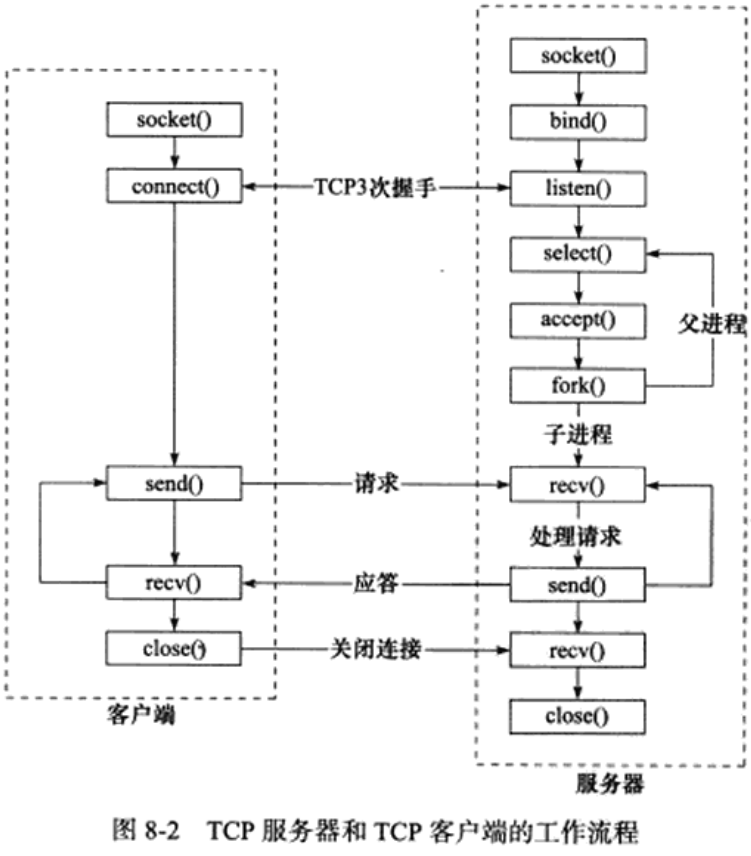 socket()
bind()
socket()
connect()
TCP3次握手
listen()
select()
accept()
父进程
fork()
子进程
send()
请求
recv()
处理请求
recv()
应答
send()
close()
关闭连接
recv()
客户端
close()
服务器
图 8-2 TCP 服务器和 TCP 客户端的工作流程